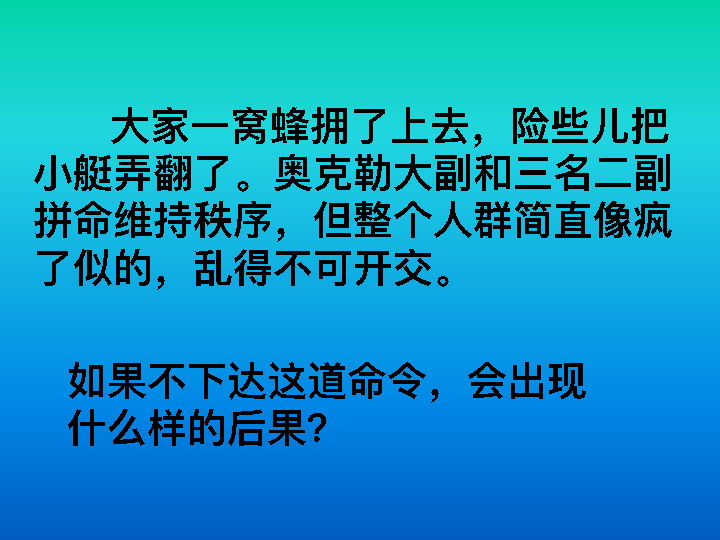 大家一窝蜂拥了上去，险些儿把
小艇弄翻了。奥克勒大副和三名二副
拼命维持秩序，但整个人群简直像疯
了似的，乱得不可开交。
如果不下达这道命令，会出现
什么样的后果？